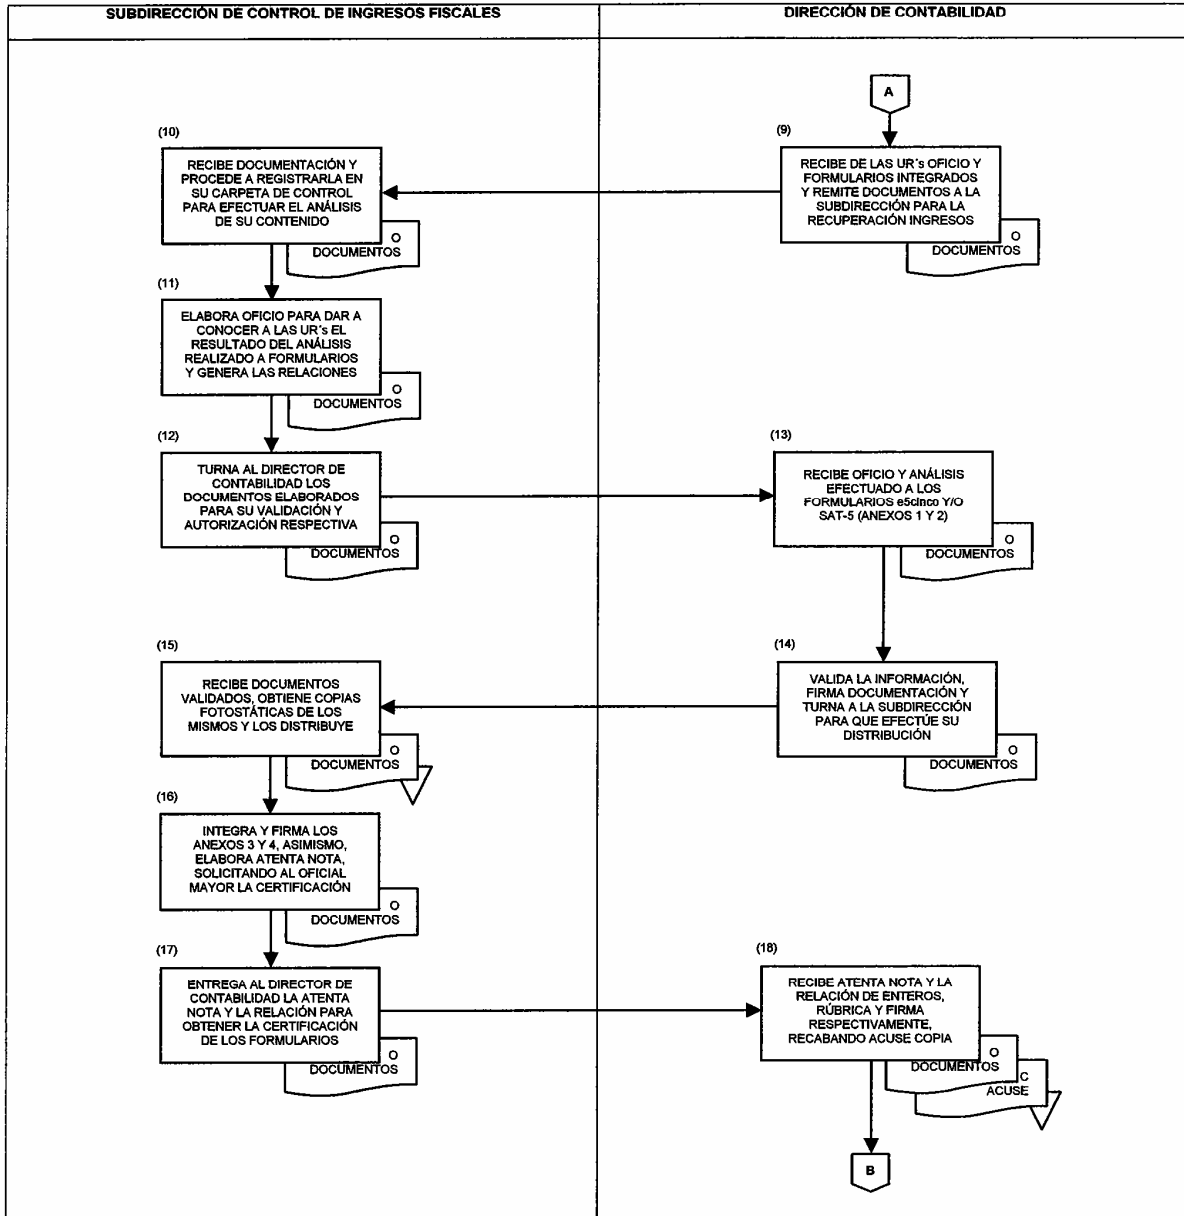 SUBDIRECCIÓN DE CONTROL DE INGRESOS FISCALES
DIRECCIÓN DE CONTABILIDAD
A
(9)
RECIBE DE LAS UR's OFICIO Y
FORMULARIOS INTEGRADOS
Y REMITE DOCUMENTOS A LA
SUBDIRECCIÓN PARA LA
RECUPERACIÓN INGRESOS
O
DOCUMENTOS
(10)
RECIBE DOCUMENTACIÓN Y
PROCEDE A REGISTRARLA EN
SU CARPETA DE CONTROL
PARA EFECTUAR EL ANÁLISIS
DE SU CONTENIDO
O
DOCUMENTOS
(11)
ELABORA OFICIO PARA DAR A
CONOCER A LAS UR's EL
RESULTADO DEL ANÁLISIS
REALIZADO A FORMULARIOS
Y GENERA LAS RELACIONES
O
DOCUMENTOS
(12)
TURNA AL DIRECTOR DE
CONTABILIDAD LOS
DOCUMENTOS ELABORADOS
PARA SU VALIDACIÓN Y
AUTORIZACIÓN RESPECTIVA
O
DOCUMENTOS
(13)
RECIBE OFICIO Y ANÁLISIS
EFECTUADO A LOS
FORMULARIOS e5cinco Y/O
SAT-5 (ANEXOS 1 Y 2)
O
DOCUMENTOS
(14)
VALIDA LA INFORMACIÓN,
FIRMA DOCUMENTACIÓN Y
TURNA A LA SUBDIRECCIÓN
PARA QUE EFECTÚE SU
DISTRIBUCIÓN
O
DOCUMENTOS
(15)
RECIBE DOCUMENTOS
VALIDADOS, OBTIENE COPIAS
FOTOSTÁTICAS DE LOS
MISMOS Y LOS DISTRIBUYE
O
DOCUMENTOS
(16)
INTEGRA Y FIRMA LOS
ANEXOS 3 Y 4, ASIMISMO,
ELABORA ATENTA NOTA,
SOLICITANDO AL OFICIAL
MAYOR LA CERTIFICACIÓN
O
DOCUMENTOS
(17)
ENTREGA AL DIRECTOR DE
CONTABILIDAD LA ATENTA
NOTA Y LA RELACIÓN PARA
OBTENER LA CERTIFICACIÓN
DE LOS FORMULARIOS
O
DOCUMENTOS
(18)
RECIBE ATENTA NOTA Y LA
RELACIÓN DE ENTEROS,
RÚBRICA Y FIRMA
RESPECTIVAMENTE,
RECABANDO ACUSE COPIA
O
DOCUMENTOS
C
ACUSE
B